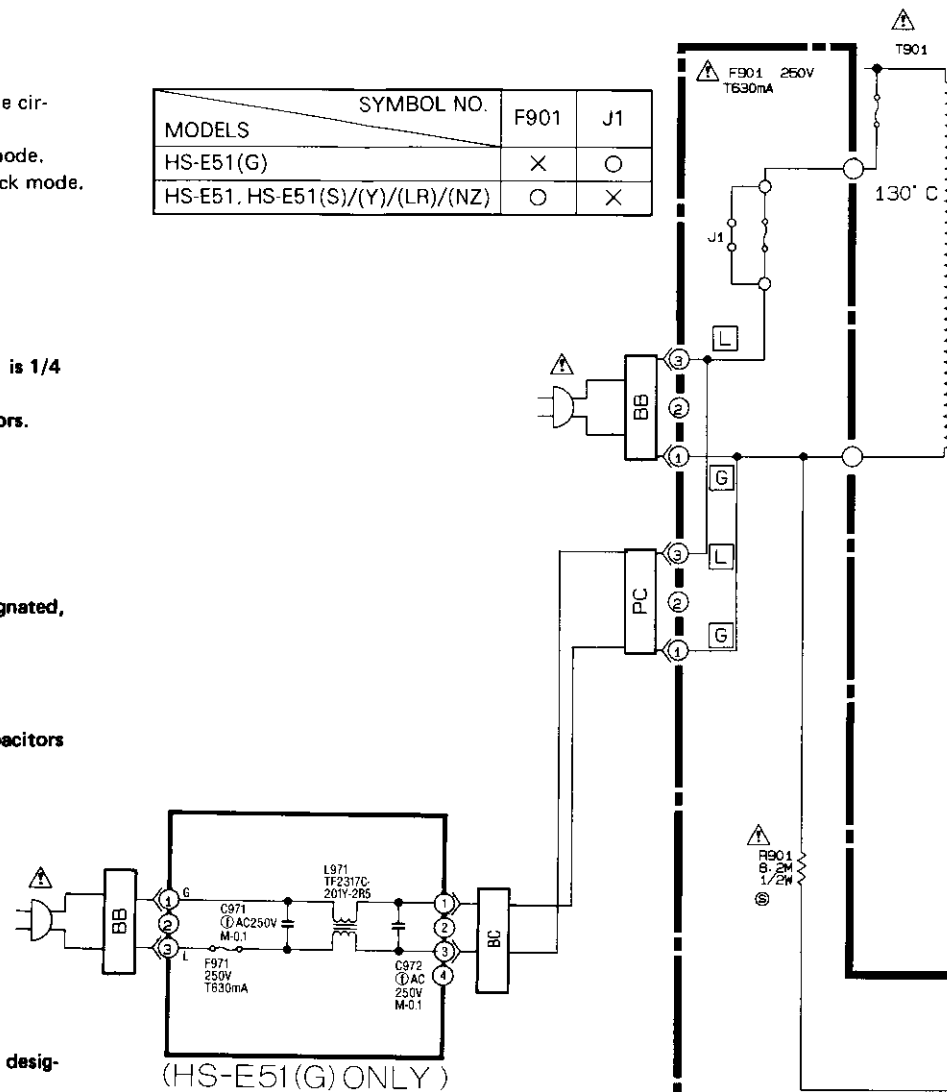 e cir-
ode.
ck mode.
is 1/4
ors.
gnated,
pacitors
desig-
SYMBOL NO.
MODELS
F901
J1
HS-E51(G)
×
○
HS-E51, HS-E51(S)/(Y)/(LR)/(NZ)
○
×
T901
F901 250V
T630mA
130°C
J1
L
3
BB
2
1
G
3
L
PC
2
G
1
R901
8.2M
1/2W
Ⓢ
L971
TF2317C-
201Y-2R5
1
G
C971
ⓕAC250V
M-0.1
2
3
L
F971
250V
T630mA
BB
1
2
3
4
BC
C972
ⓕAC
250V
M-0.1
(HS-E51(G) ONLY)